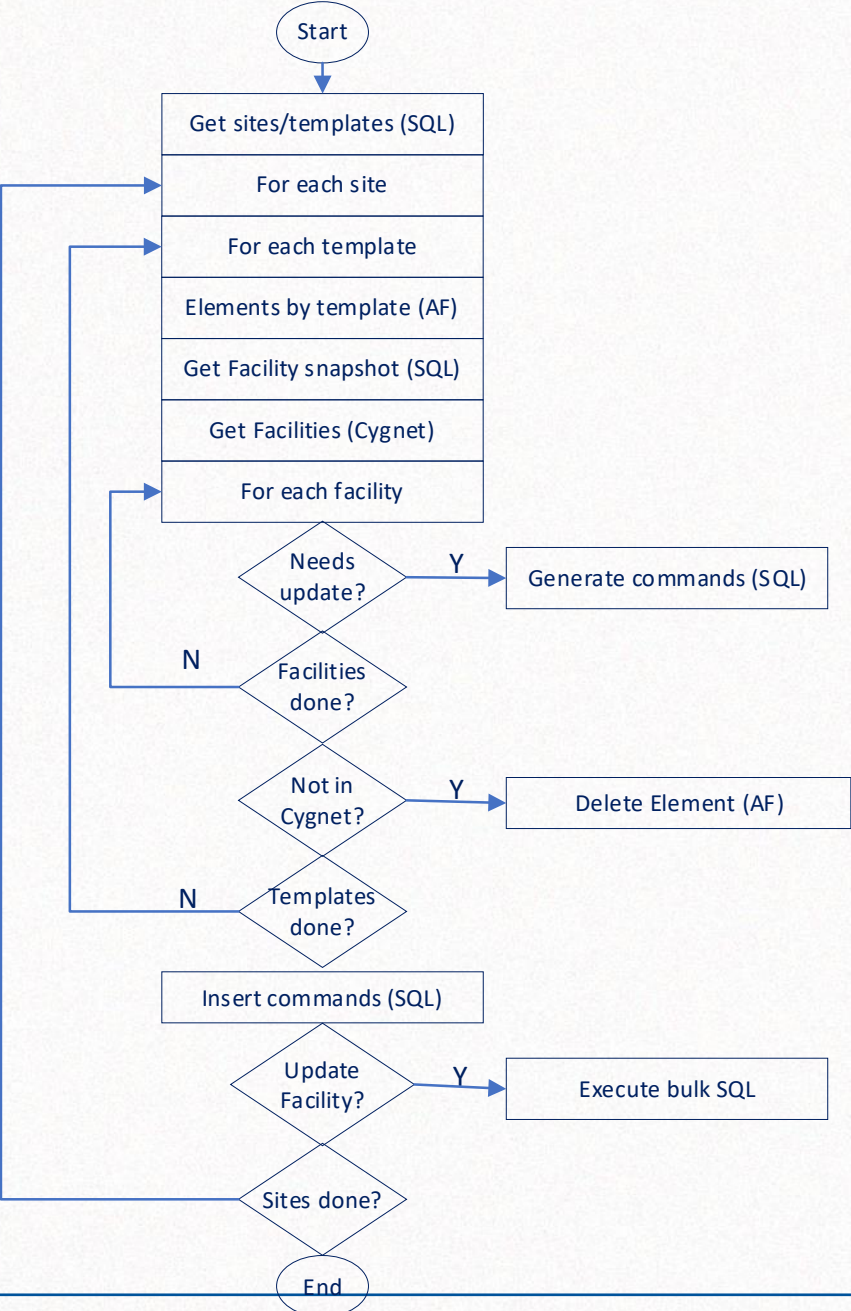 Start
Get sites/templates (SQL)
For each site
For each template
Elements by template (AF)
Get Facility snapshot (SQL)
Get Facilities (Cygnet)
For each facility
Needs
update?
Y
Generate commands (SQL)
N
Facilities
done?
Not in
Cygnet?
Y
Delete Element (AF)
N
Templates
done?
Insert commands (SQL)
Update
Facility?
Y
Execute bulk SQL
Sites done?
End